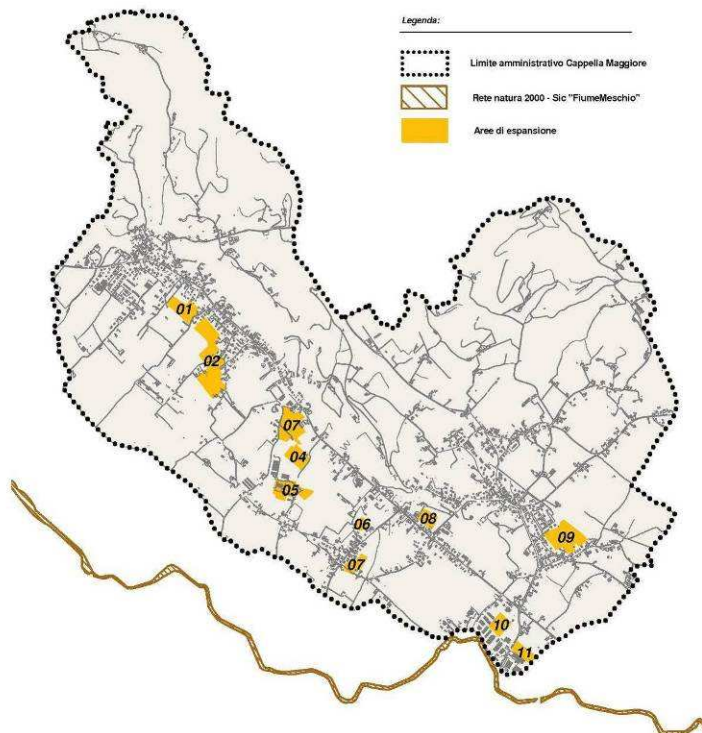 Legenda:
Limite amministrativo Cappella Maggiore
Rete natura 2000 - Sic "FiumeMeschio"
Aree di espansione
01
02
07
04
05
06
08
07
09
10
11